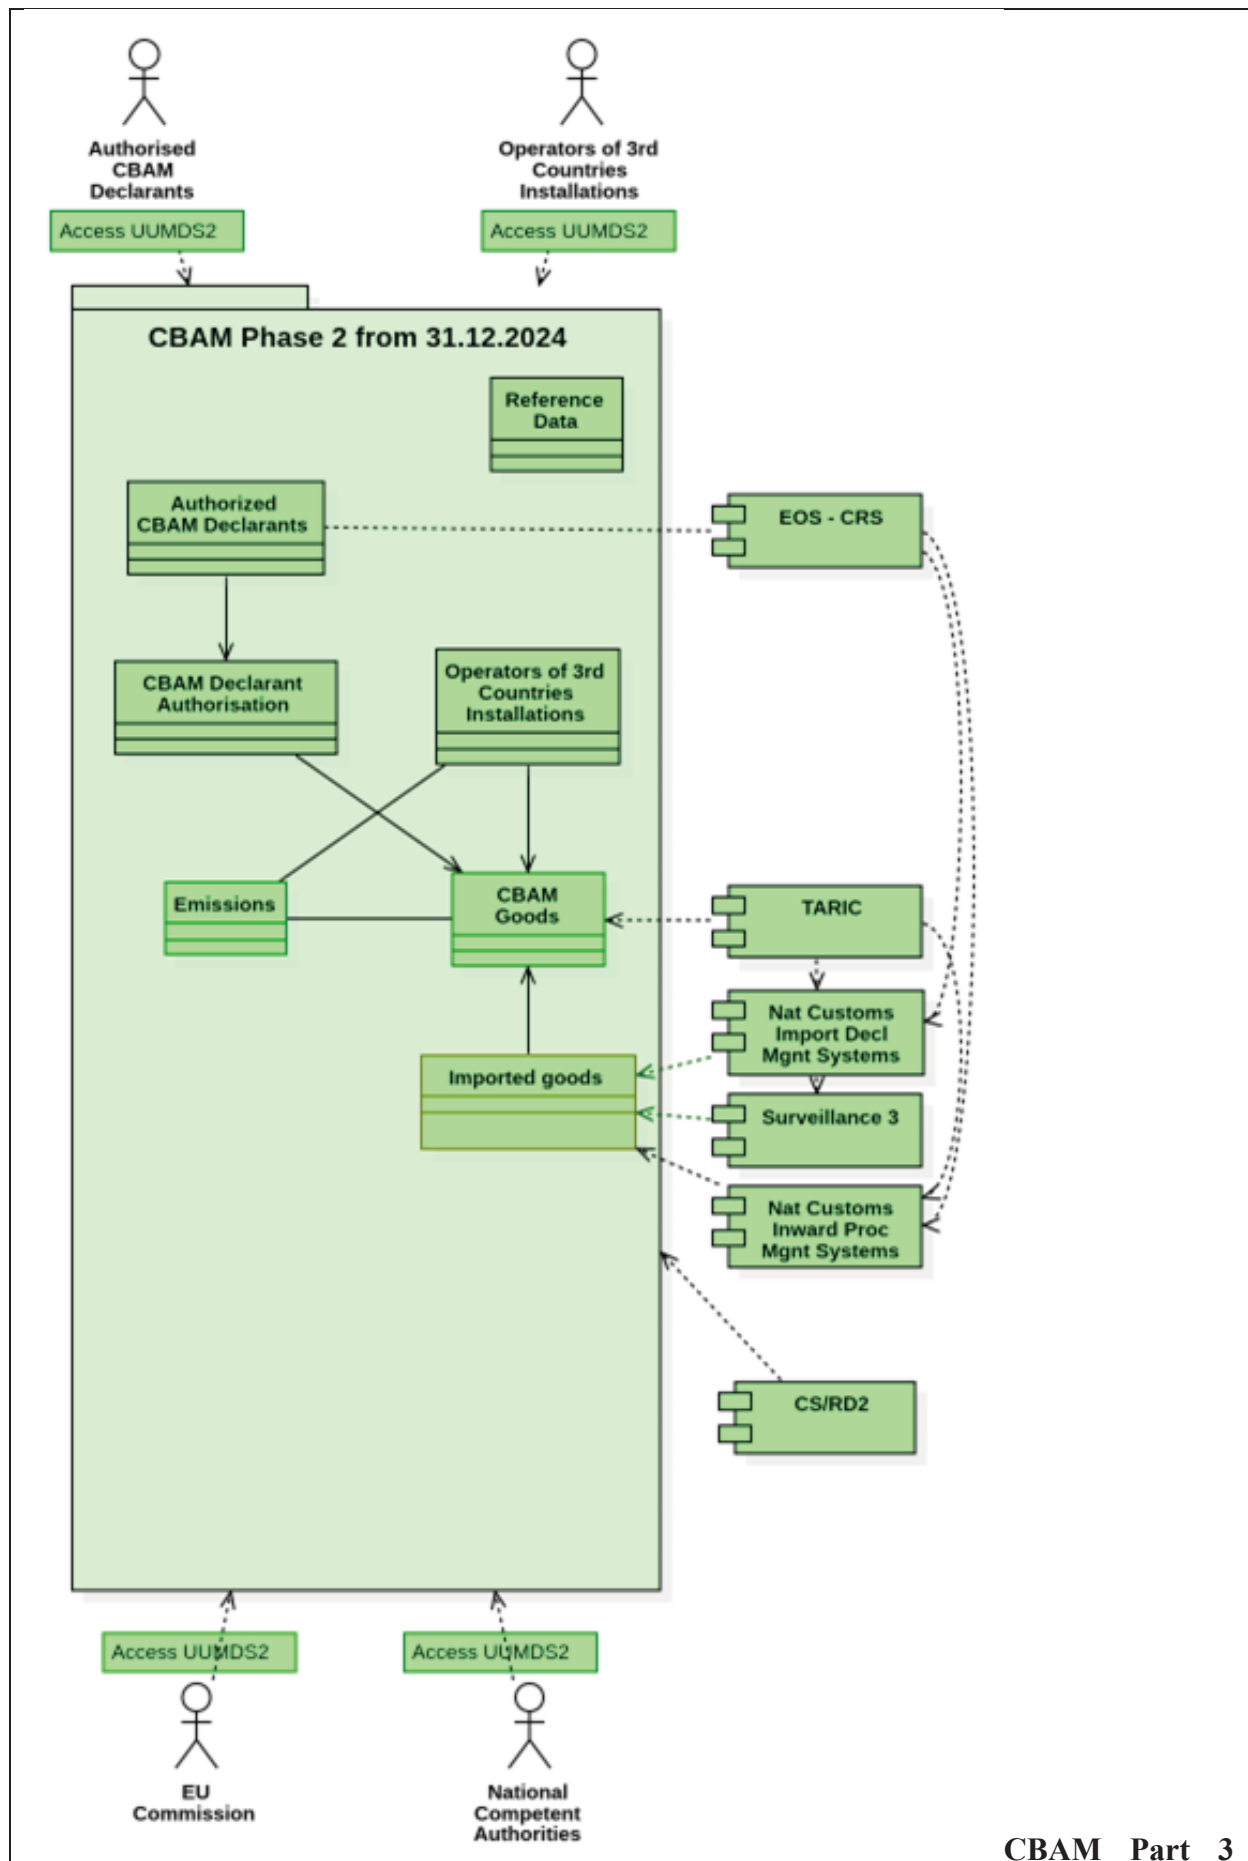 Authorised
CBAM
Declarants
Operators of 3rd
Countries
Installations
Access UUMDS2
Access UUMDS2
CBAM Phase 2 from 31.12.2024
Reference
Data
Authorized
CBAM Declarants
EOS - CRS
CBAM Declarant
Authorisation
Operators of 3rd
Countries
Installations
Emissions
CBAM
Goods
TARIC
Nat Customs
Import Decl
Mgnt Systems
Imported goods
Surveillance 3
Nat Customs
Inward Proc
Mgnt Systems
CS/RD2
Access UUMDS2
Access UUMDS2
EU
Commission
National
Competent
Authorities
CBAM Part 3